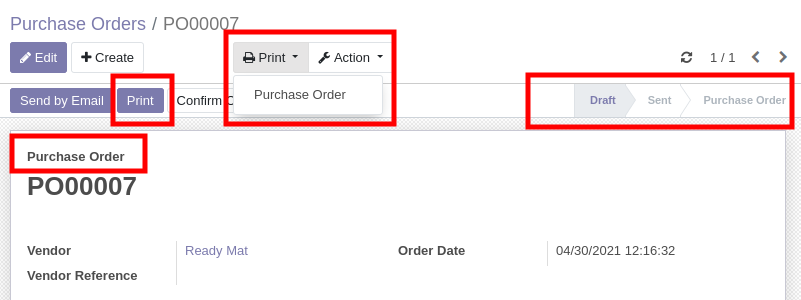 Purchase Orders / PO00007
Edit Create Print Action 1 / 1
Send by Email Print Confirm Purchase Order Draft Sent Purchase Order
Purchase Order
PO00007
Vendor Ready Mat Order Date 04/30/2021 12:16:32
Vendor Reference